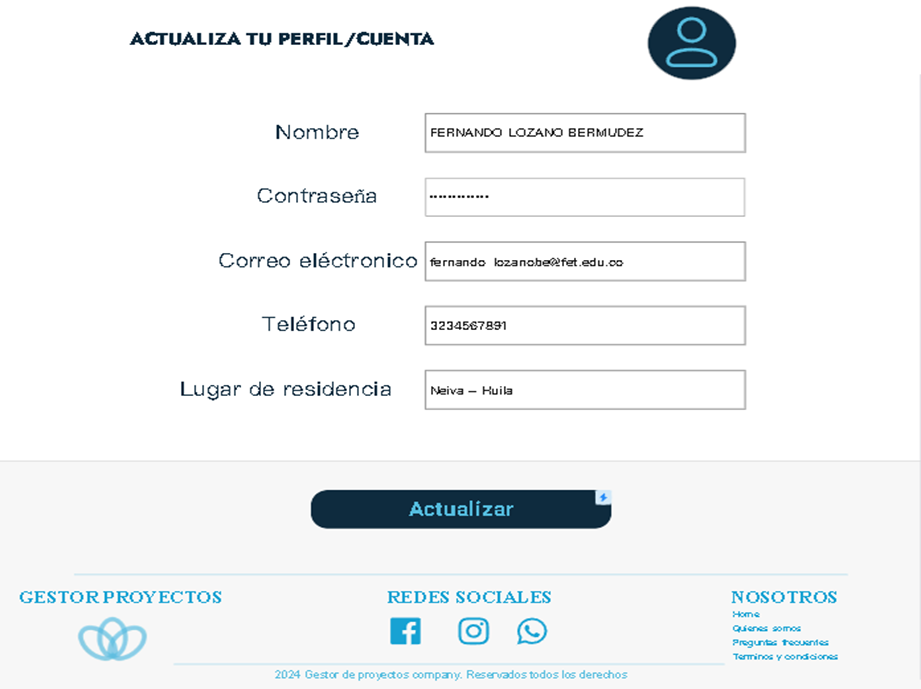 ACTUALIZA TU PERFIL/CUENTA
Nombre
FERNANDO LOZANO BERMUDEZ
Contraseña
•••••••••••••
Correo eléctronico
fernando_lozanobe@fet.edu.co
Teléfono
3234567891
Lugar de residencia
Neiva – Huila
Actualizar
GESTOR PROYECTOS
REDES SOCIALES
NOSOTROS
Home
Quienes somos
Preguntas frecuentes
Terminos y condiciones
2024 Gestor de proyectos company. Reservados todos los derechos